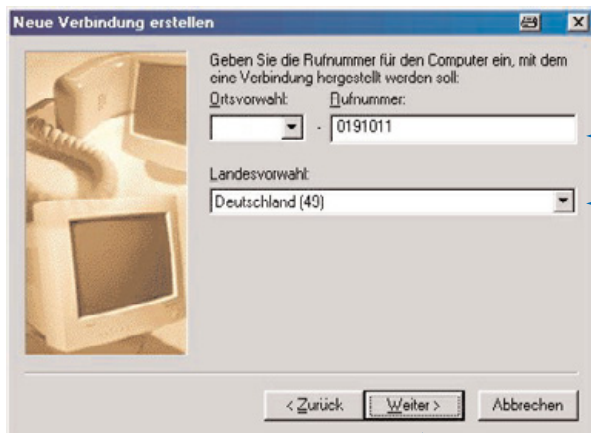 Neue Verbindung erstellen
Geben Sie die Rufnummer für den Computer ein, mit dem
eine Verbindung hergestellt werden soll:
Ortsvorwahl: Rufnummer:
- 0191011
Landesvorwahl:
Deutschland (49)
< Zurück Weiter > Abbrechen